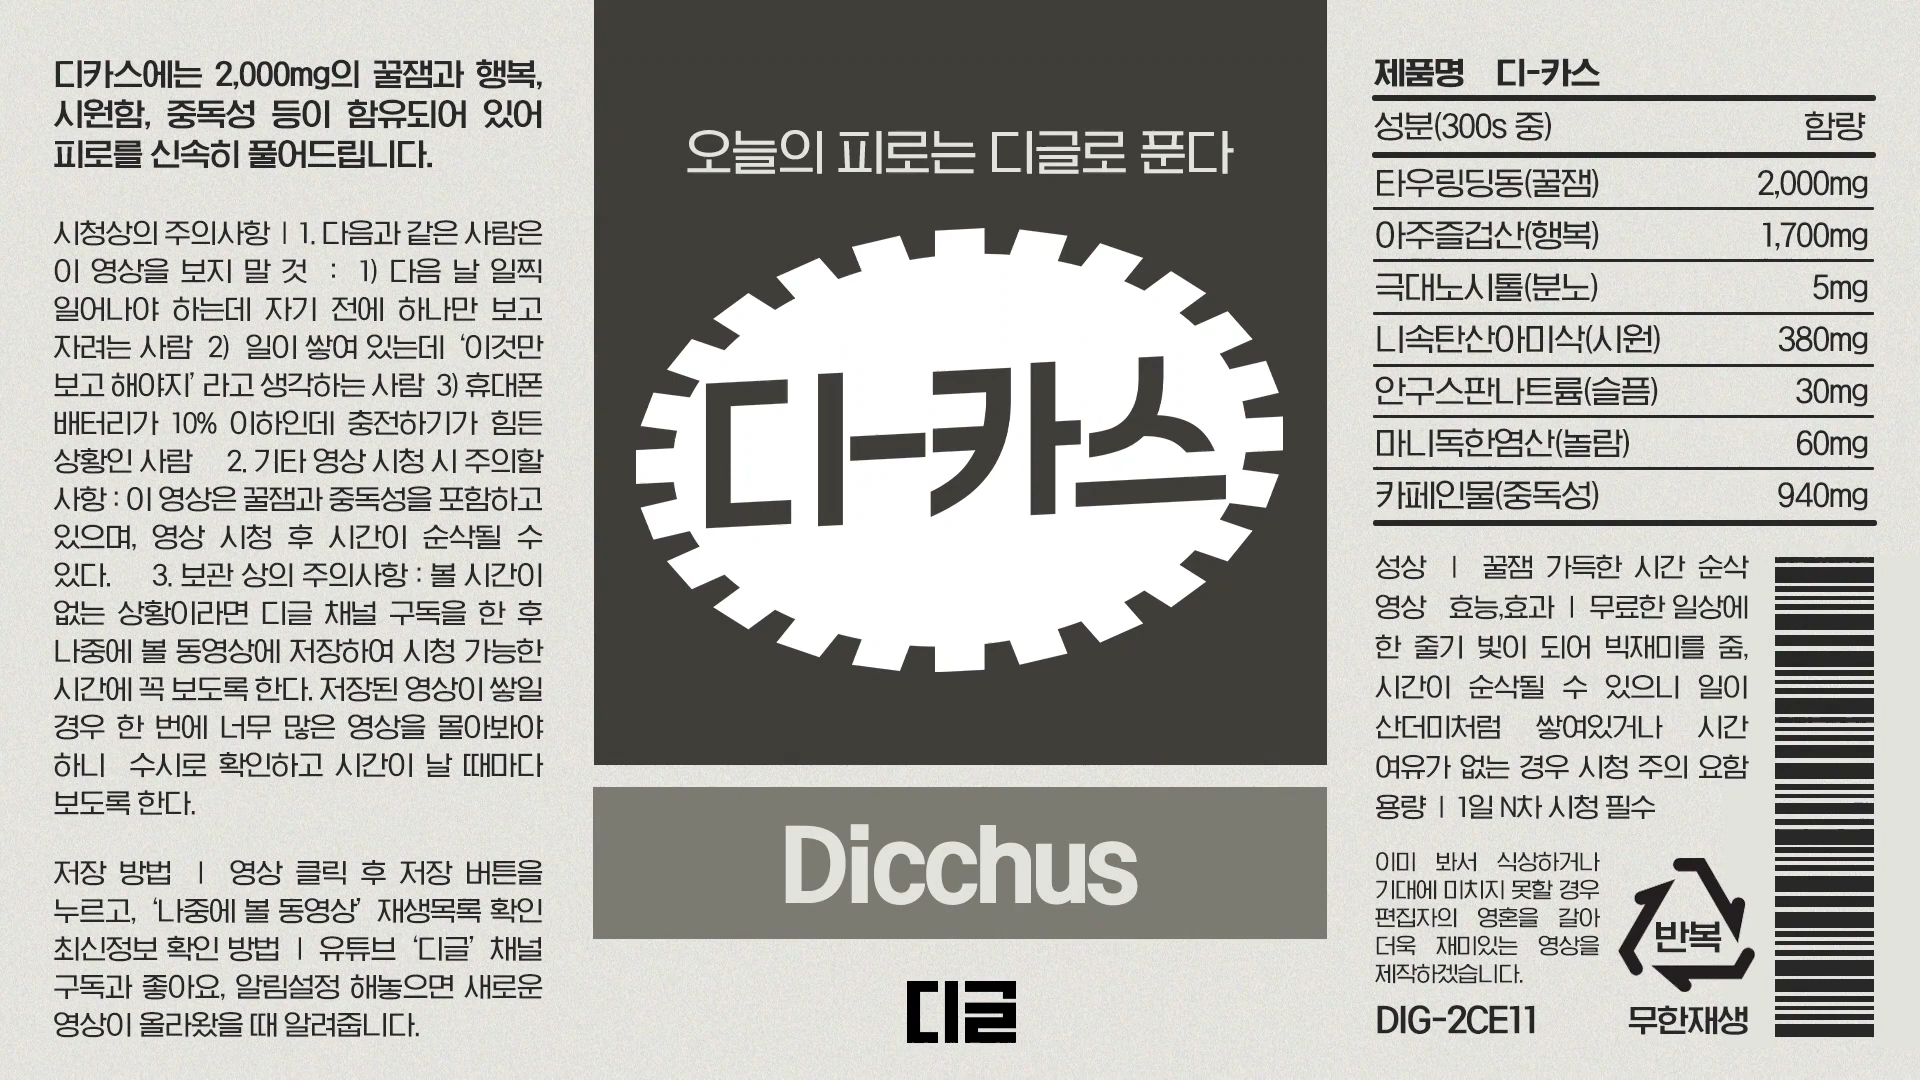 디카스에는 2,000mg의 꿀잼과 행복,
시원함, 중독성 등이 함유되어 있어
피로를 신속히 풀어드립니다.
시청상의 주의사항 ㅣ 1. 다음과 같은 사람은
이 영상을 보지 말 것 : 1) 다음 날 일찍
일어나야 하는데 자기 전에 하나만 보고
자려는 사람 2) 일이 쌓여 있는데 ‘이것만
보고 해야지’ 라고 생각하는 사람 3) 휴대폰
배터리가 10% 이하인데 충전하기가 힘든
상황인 사람 2. 기타 영상 시청 시 주의할
사항 : 이 영상은 꿀잼과 중독성을 포함하고
있으며, 영상 시청 후 시간이 순삭될 수
있다. 3. 보관 상의 주의사항 : 볼 시간이
없는 상황이라면 디글 채널 구독을 한 후
나중에 볼 동영상에 저장하여 시청 가능한
시간에 꼭 보도록 한다. 저장된 영상이 쌓일
경우 한 번에 너무 많은 영상을 몰아봐야
하니 수시로 확인하고 시간이 날 때마다
보도록 한다.
저장 방법 ㅣ 영상 클릭 후 저장 버튼을
누르고, ‘나중에 볼 동영상’ 재생목록 확인
최신정보 확인 방법 ㅣ 유튜브 ‘디글’ 채널
구독과 좋아요, 알림설정 해놓으면 새로운
영상이 올라왔을 때 알려줍니다.
오늘의 피로는 디글로 푼다
디-카스
Dicchus
디글
제품명 디-카스
성분(300s 중) 함량
타우링딩동(꿀잼) 2,000mg
아주즐겁산(행복) 1,700mg
극대노시톨(분노) 5mg
니속탄산아미삭(시원) 380mg
안구스판나트륨(슬픔) 30mg
마니독한염산(놀람) 60mg
카페인물(중독성) 940mg
성상 ㅣ 꿀잼 가득한 시간 순삭
영상 효능,효과 ㅣ 무료한 일상에
한 줄기 빛이 되어 빅재미를 줌,
시간이 순삭될 수 있으니 일이
산더미처럼 쌓여있거나 시간
여유가 없는 경우 시청 주의 요함
용량 ㅣ 1일 N차 시청 필수
이미 봐서 식상하거나
기대에 미치지 못할 경우
편집자의 영혼을 갈아
더욱 재미있는 영상을
제작하겠습니다.
DIG-2CE11
반복
무한재생